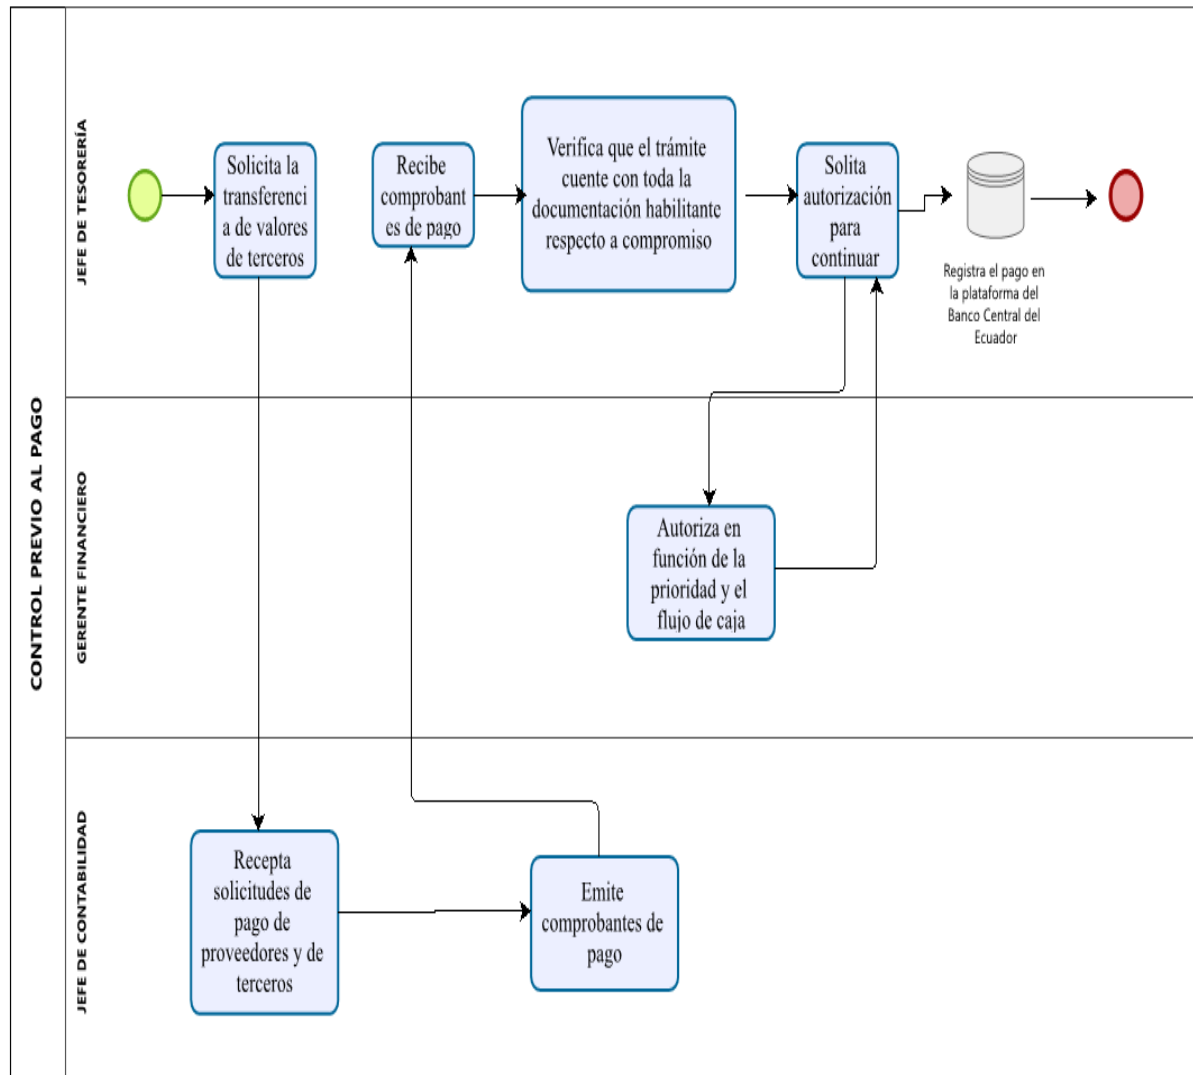 CONTROL PREVIO AL PAGO
JEFE DE TESORERÍA
Solicita la
transferenci
a de valores
de terceros
Recibe
comprobant
es de pago
Verifica que el trámite
cuente con toda la
documentación habilitante
respecto a compromiso
Solita
autorización
para
continuar
Registra el pago en
la plataforma del
Banco Central del
Ecuador
GERENTE FINANCIERO
Autoriza en
función de la
prioridad y el
flujo de caja
JEFE DE CONTABILIDAD
Recepta
solicitudes de
pago de
proveedores y de
terceros
Emite
comprobantes de
pago